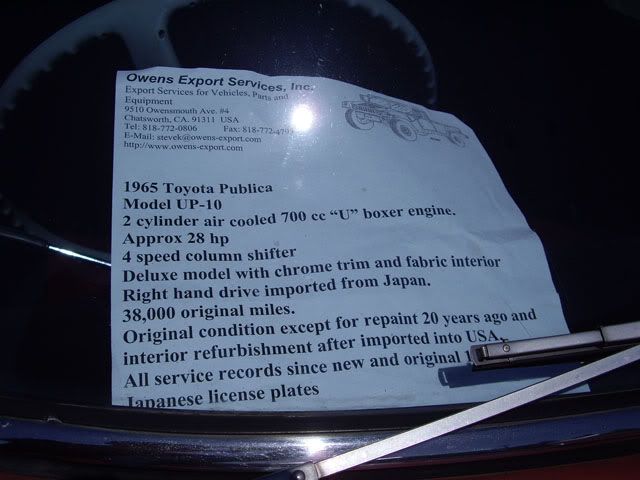 Owens Export Services, Inc.
Export Services for Vehicles, Parts and
Equipment
9510 Owensmouth Ave. #4
Chatsworth, CA. 91311 USA
Tel: 818-772-0806 Fax:
E-Mail: stevek@owens-export.com
http://www.owens-export.com
1965 Toyota Publica
Model UP-10
2 cylinder air cooled 700 cc “U” boxer engine.
Approx 28 hp
4 speed column shifter
Deluxe model with chrome trim and fabric interior
Right hand drive imported from Japan.
38,000 original miles.
Original condition except for repaint 20 years ago and
interior refurbishment after imported into USA.
All service records since new and original
Japanese license plates